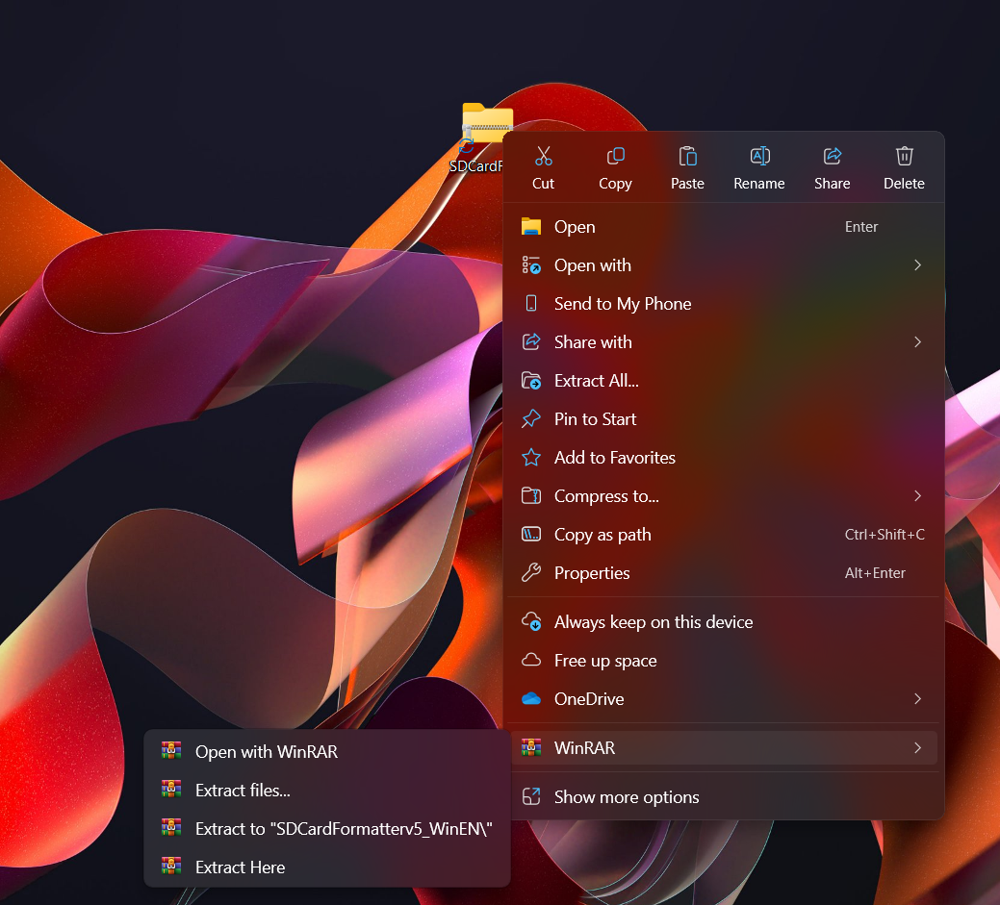 SDCardF
Cut
Copy
Paste
Rename
Share
Delete
Open Enter
Open with
Send to My Phone
Share with
Extract All...
Pin to Start
Add to Favorites
Compress to...
Copy as path Ctrl+Shift+C
Properties Alt+Enter
Always keep on this device
Free up space
OneDrive
WinRAR
Show more options
Open with WinRAR
Extract files...
Extract to "SDCardFormatterv5_WinEN\"
Extract Here